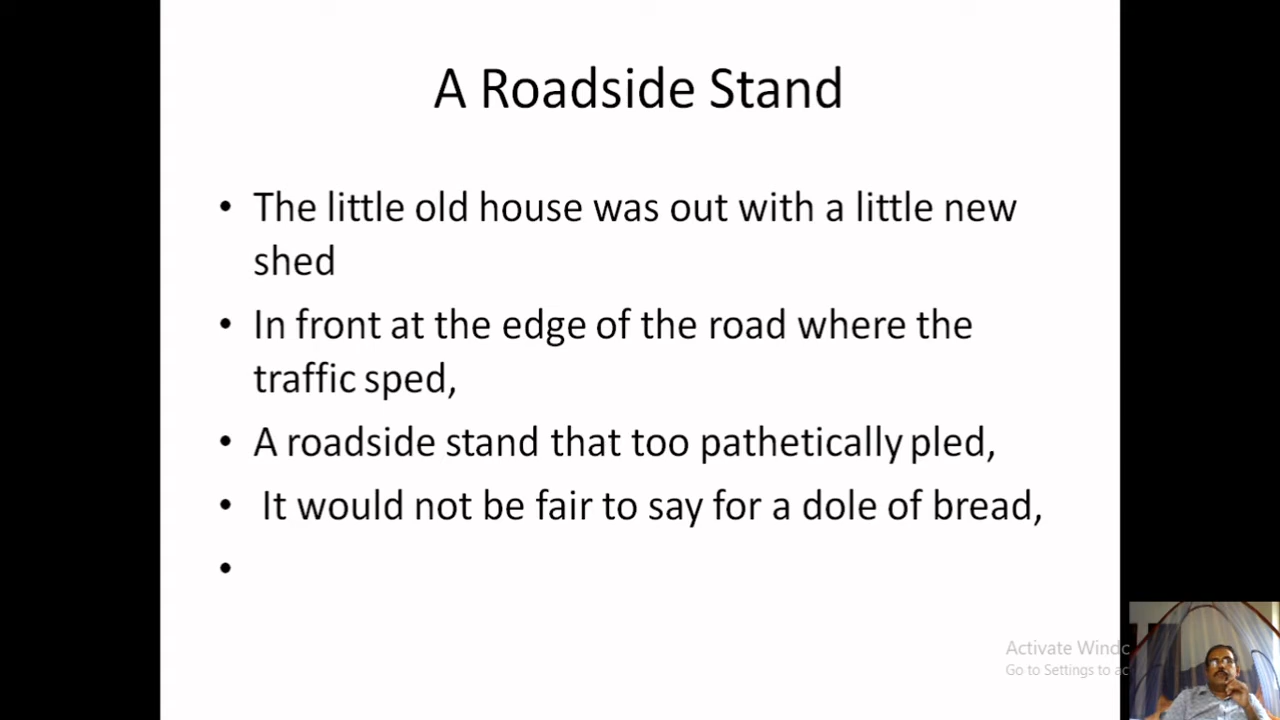 A Roadside Stand
• The little old house was out with a little new
shed
• In front at the edge of the road where the
traffic sped,
• A roadside stand that too pathetically pled,
• It would not be fair to say for a dole of bread,
•
Activate Windc
Go to Settings to ac